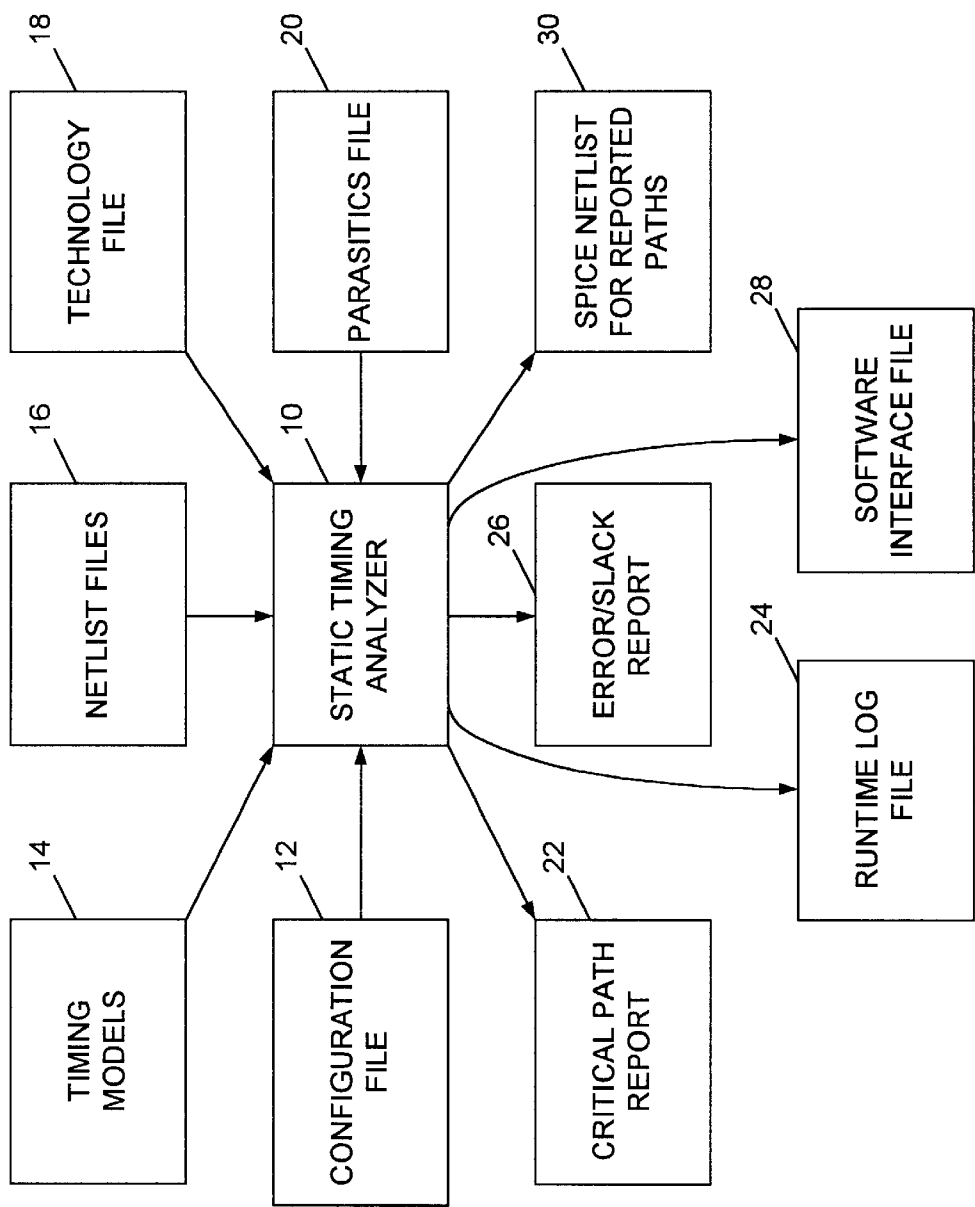 14
TIMING
MODELS
16
NETLIST FILES
18
TECHNOLOGY
FILE
12
CONFIGURATION
FILE
10
STATIC TIMING
ANALYZER
20
PARASITICS FILE
22
CRITICAL PATH
REPORT
26
ERROR/SLACK
REPORT
30
SPICE NETLIST
FOR REPORTED
PATHS
24
RUNTIME LOG
FILE
28
SOFTWARE
INTERFACE FILE